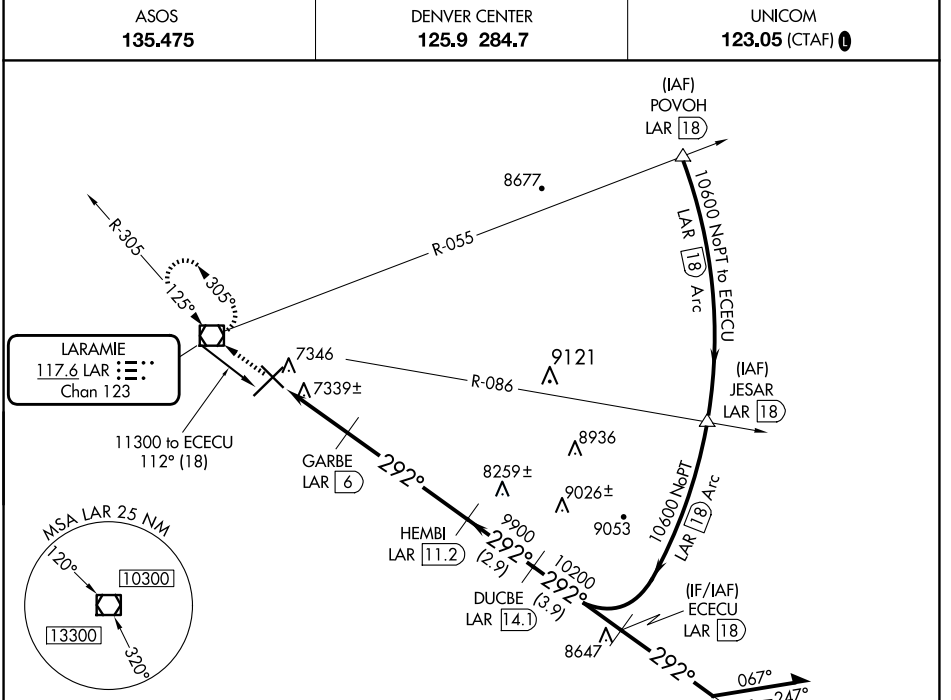 ASOS
135.475
DENVER CENTER
125.9 284.7
UNICOM
123.05 (CTAF) L
(IAF)
POVOH
LAR 18
8677
10600 NoPT to ECECU
LAR 18 Arc
R-305
R-055
125°
305°
LARAMIE
117.6 LAR
Chan 123
7346
7339±
9121
R-086
(IAF)
JESAR
LAR 18
11300 to ECECU
112° (18)
GARBE
LAR 6
292°
8936
8259±
9026±
9053
10600 NoPT
LAR 18 Arc
HEMBI
LAR 11.2
9900
292°
(2.9)
10200
292°
(3.9)
DUCBE
LAR 14.1
(IF/IAF)
ECECU
LAR 18
8647
292°
067°
247°
MSA LAR 25 NM
120°
10300
13300
320°